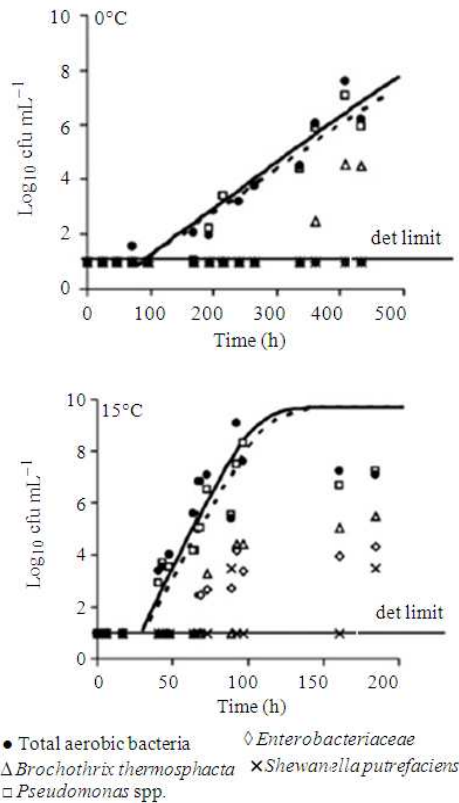 0°C
10
8
6
4
2
0
Log10 cfu mL−1
det limit
0 100 200 300 400 500
Time (h)
15°C
10
8
6
4
2
0
Log10 cfu mL−1
det limit
0 50 100 150 200
Time (h)
● Total aerobic bacteria ◊ Enterobacteriaceae
Δ Brochothrix thermosphacta × Shewanella putrefaciens
□ Pseudomonas spp.